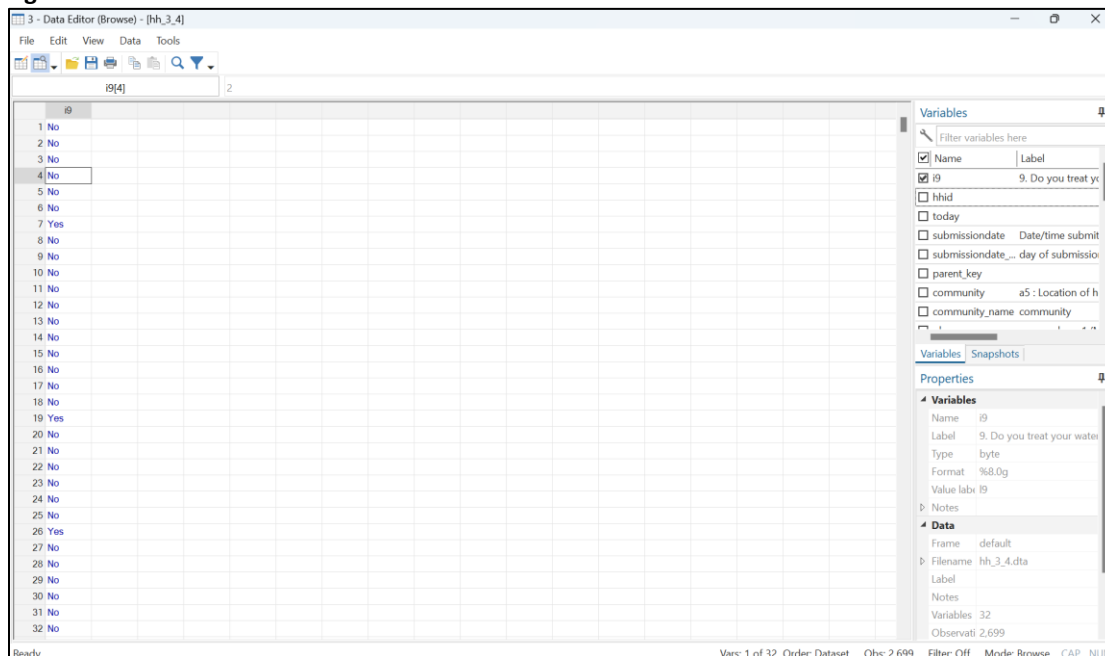 3 - Data Editor (Browse) - [hh_3_4]
File Edit View Data Tools
i9[4] 2
i9
1 No
2 No
3 No
4 No
5 No
6 No
7 Yes
8 No
9 No
10 No
11 No
12 No
13 No
14 No
15 No
16 No
17 No
18 No
19 Yes
20 No
21 No
22 No
23 No
24 No
25 No
26 Yes
27 No
28 No
29 No
30 No
31 No
32 No
Variables
Filter variables here
Name Label
i9 9. Do you treat yo
hhid
today
submissiondate Date/time submit
submissiondate_... day of submission
parent_key
community a5 : Location of h
community_name community
Variables Snapshots
Properties
Variables
Name i9
Label 9. Do you treat your water
Type byte
Format %8.0g
Value labe I9
Notes
Data
Frame default
Filename hh_3_4.dta
Label
Notes
Variables 32
Observati 2,699
Ready Vars: 1 of 32 Order: Dataset Obs: 2,699 Filter: Off Mode: Browse CAP NU